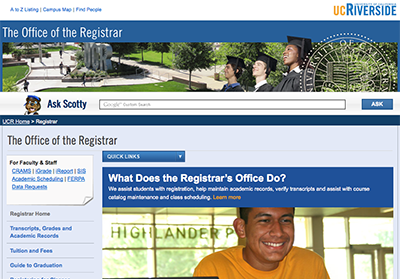 A to Z Listing | Campus Map | Find People
UCRIVERSIDE
The Office of the Registrar
Ask Scotty
Google™ Custom Search
ASK
UCR Home > Registrar
The Office of the Registrar
For Faculty & Staff
CRAMS | iGrade | iReport | SIS
Academic Scheduling | FERPA
Data Requests
QUICK LINKS
What Does the Registrar's Office Do?
We assist students with registration, help maintain academic records, verify transcripts and assist with course
catalog maintenance and class scheduling. Learn more
Registrar Home
Transcripts, Grades and
Academic Records
Tuition and Fees
Guide to Graduation
HIGHLANDER